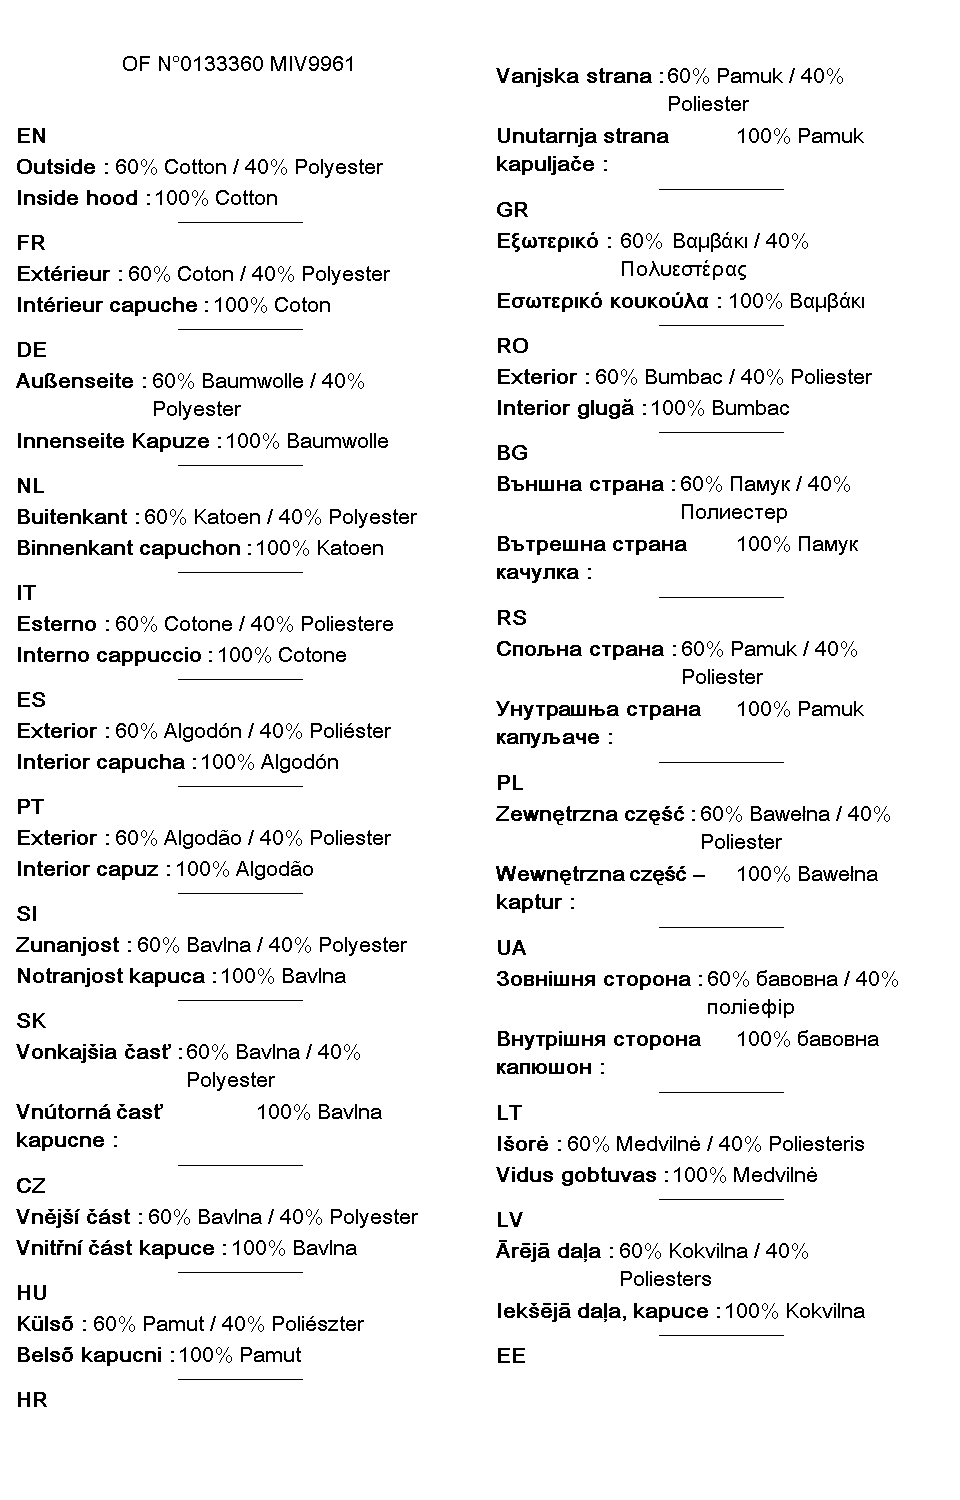 OF N°0133360 MIV9961
EN
Outside : 60% Cotton / 40% Polyester
Inside hood : 100% Cotton
FR
Extérieur : 60% Coton / 40% Polyester
Intérieur capuche : 100% Coton
DE
Außenseite : 60% Baumwolle / 40%
Polyester
Innenseite Kapuze : 100% Baumwolle
NL
Buitenkant : 60% Katoen / 40% Polyester
Binnenkant capuchon : 100% Katoen
IT
Esterno : 60% Cotone / 40% Poliestere
Interno cappuccio : 100% Cotone
ES
Exterior : 60% Algodón / 40% Poliéster
Interior capucha : 100% Algodón
PT
Exterior : 60% Algodão / 40% Poliester
Interior capuz : 100% Algodão
SI
Zunanjost : 60% Bavlna / 40% Polyester
Notranjost kapuca : 100% Bavlna
SK
Vonkajšia časť : 60% Bavlna / 40%
Polyester
Vnútorná časť 100% Bavlna
kapucne :
CZ
Vnější část : 60% Bavlna / 40% Polyester
Vnitřní část kapuce : 100% Bavlna
HU
Külső : 60% Pamut / 40% Poliészter
Belső kapucni : 100% Pamut
HR
Vanjska strana : 60% Pamuk / 40%
Poliester
Unutarnja strana 100% Pamuk
kapuljače :
GR
Εξωτερικό : 60% Βαμβάκι / 40%
Πολυεστέρας
Εσωτερικό κουκούλα : 100% Βαμβάκι
RO
Exterior : 60% Bumbac / 40% Poliester
Interior glugă : 100% Bumbac
BG
Външна страна : 60% Памук / 40%
Полиестер
Вътрешна страна 100% Памук
качулка :
RS
Спољна страна : 60% Pamuk / 40%
Poliester
Унутрашња страна 100% Pamuk
капуљаче :
PL
Zewnętrzna część : 60% Bawełna / 40%
Poliester
Wewnętrzna część – 100% Bawełna
kaptur :
UA
Зовнішня сторона : 60% бавовна / 40%
поліефір
Внутрішня сторона 100% бавовна
капюшон :
LT
Išorė : 60% Medvilnė / 40% Poliesteris
Vidus gobtuvas : 100% Medvilnė
LV
Ārējā daļa : 60% Kokvilna / 40%
Poliesters
Iekšējā daļa, kapuce : 100% Kokvilna
EE